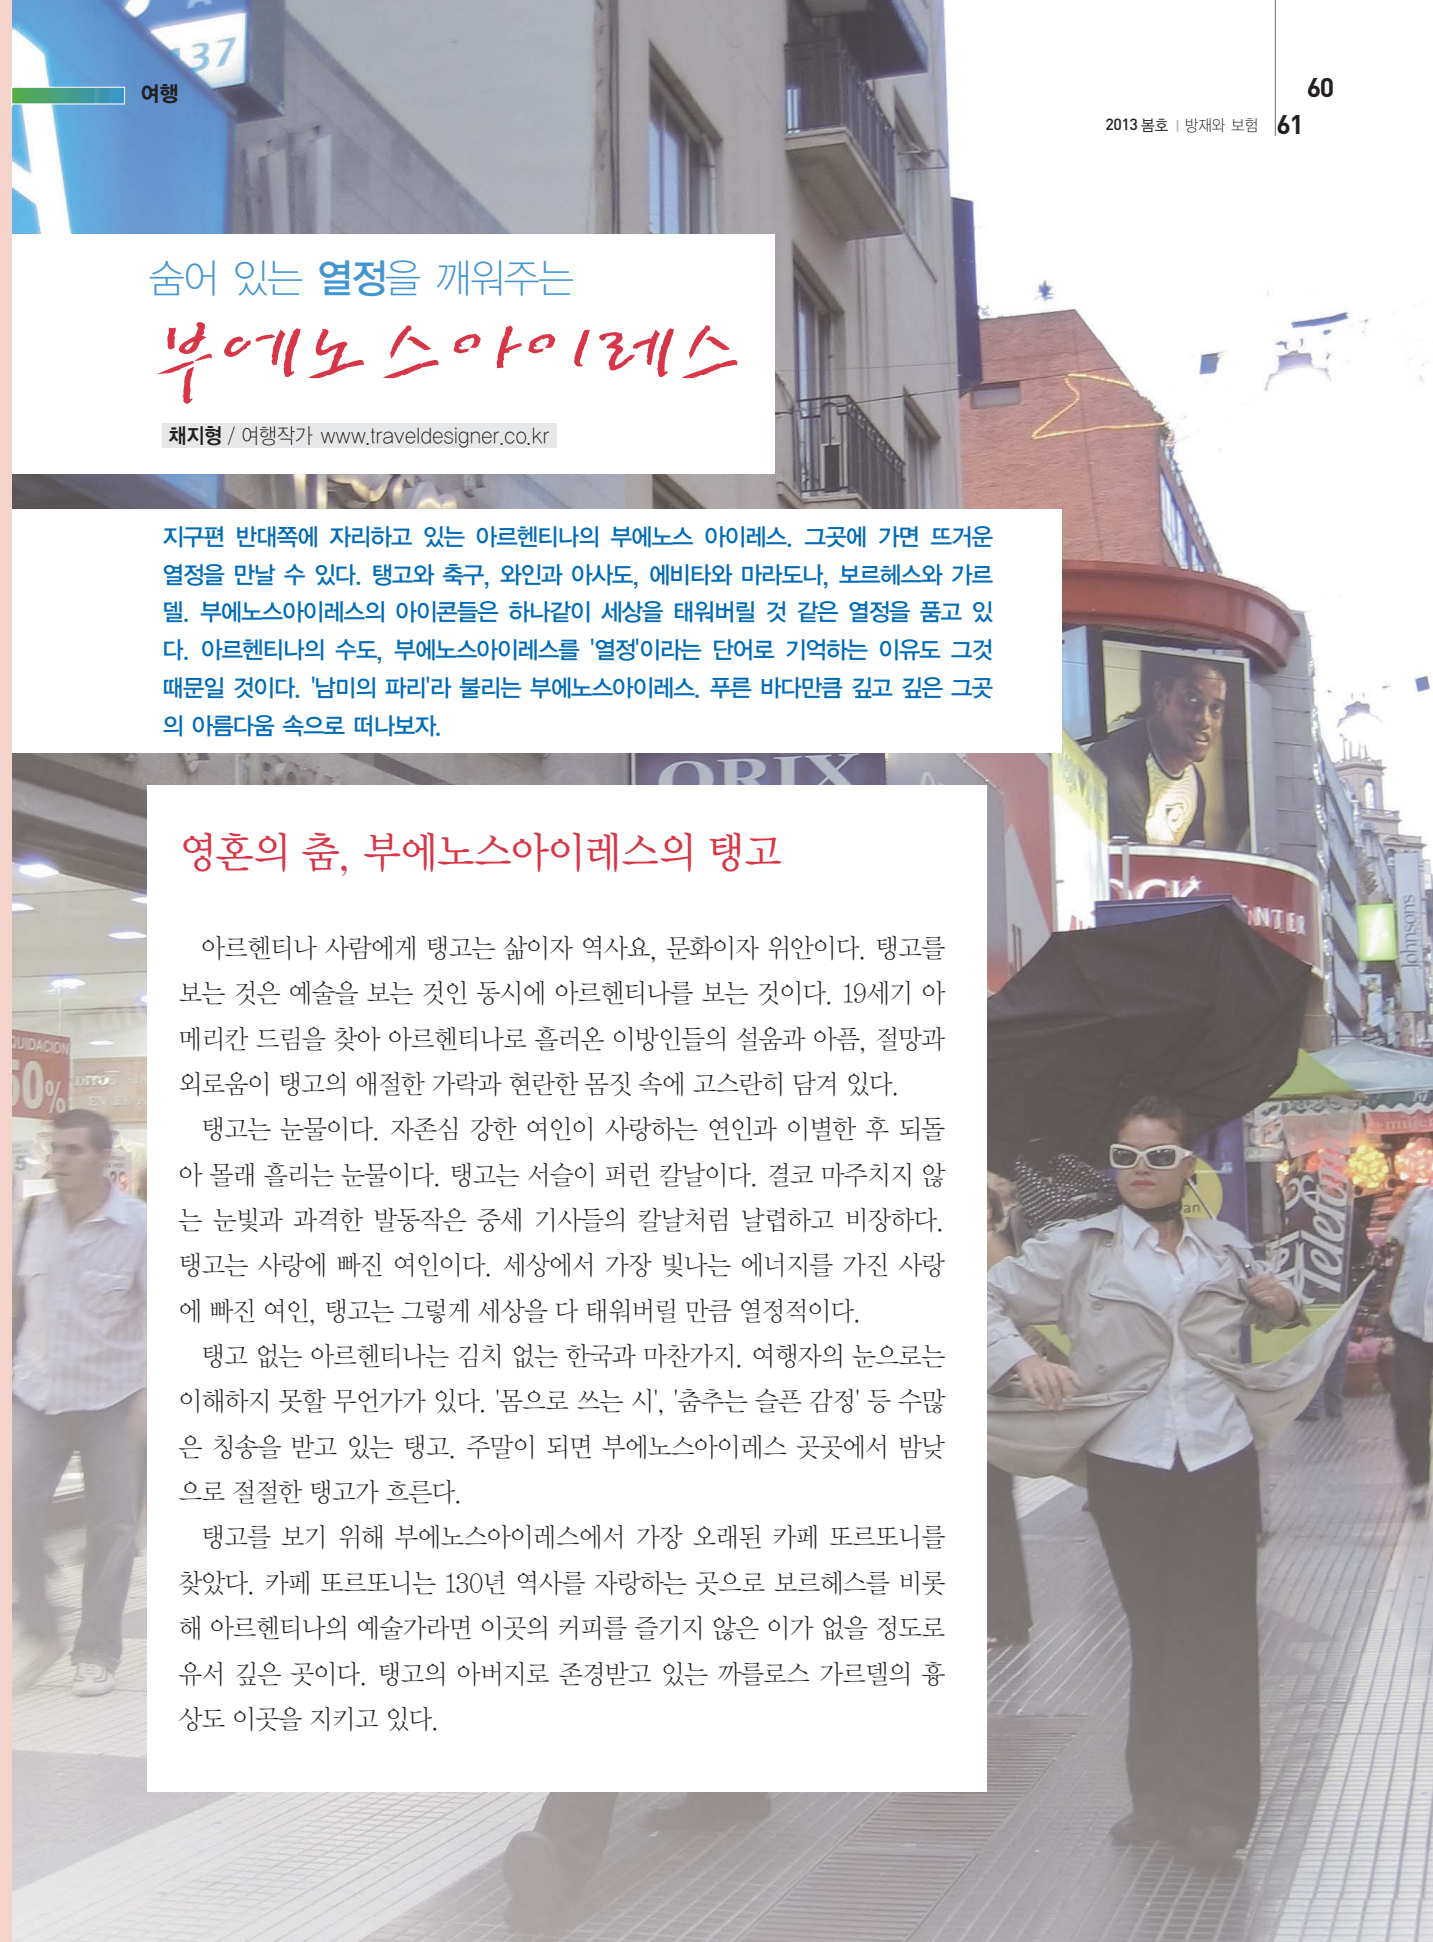 37
여행
60
2013 봄호 | 방재와 보험
61
숨어 있는 열정을 깨워주는
부에노스아이레스
채지형 / 여행작가 www.traveldesigner.co.kr
지구편 반대쪽에 자리하고 있는 아르헨티나의 부에노스 아이레스. 그곳에 가면 뜨거운
열정을 만날 수 있다. 탱고와 축구, 와인과 아사도, 에비타와 마라도나, 보르헤스와 가르
델. 부에노스아이레스의 아이콘들은 하나같이 세상을 태워버릴 것 같은 열정을 품고 있
다. 아르헨티나의 수도, 부에노스아이레스를 '열정'이라는 단어로 기억하는 이유도 그것
때문일 것이다. '남미의 파리'라 불리는 부에노스아이레스. 푸른 바다만큼 깊고 깊은 그곳
의 아름다움 속으로 떠나보자.
ORIX
영혼의 춤, 부에노스아이레스의 탱고
아르헨티나 사람에게 탱고는 삶이자 역사요, 문화이자 위안이다. 탱고를
보는 것은 예술을 보는 것인 동시에 아르헨티나를 보는 것이다. 19세기 아
메리칸 드림을 찾아 아르헨티나로 흘러온 이방인들의 설움과 아픔, 절망과
외로움이 탱고의 애절한 가락과 현란한 몸짓 속에 고스란히 담겨 있다.
탱고는 눈물이다. 자존심 강한 여인이 사랑하는 연인과 이별한 후 되돌
아 몰래 흘리는 눈물이다. 탱고는 서슬이 퍼런 칼날이다. 결코 마주치지 않
는 눈빛과 과격한 발동작은 중세 기사들의 칼날처럼 날렵하고 비장하다.
탱고는 사랑에 빠진 여인이다. 세상에서 가장 빛나는 에너지를 가진 사랑
에 빠진 여인, 탱고는 그렇게 세상을 다 태워버릴 만큼 열정적이다.
탱고 없는 아르헨티나는 김치 없는 한국과 마찬가지. 여행자의 눈으로는
이해하지 못할 무언가가 있다. '몸으로 쓰는 시', '춤추는 슬픈 감정' 등 수많
은 칭송을 받고 있는 탱고. 주말이 되면 부에노스아이레스 곳곳에서 밤낮
으로 절절한 탱고가 흐른다.
탱고를 보기 위해 부에노스아이레스에서 가장 오래된 카페 또르또니를
찾았다. 카페 또르또니는 130년 역사를 자랑하는 곳으로 보르헤스를 비롯
해 아르헨티나의 예술가라면 이곳의 커피를 즐기지 않은 이가 없을 정도로
유서 깊은 곳이다. 탱고의 아버지로 존경받고 있는 까를로스 가르델의 흉
상도 이곳을 지키고 있다.
UIDACION
50%
Johnsons
mujer
Telefon